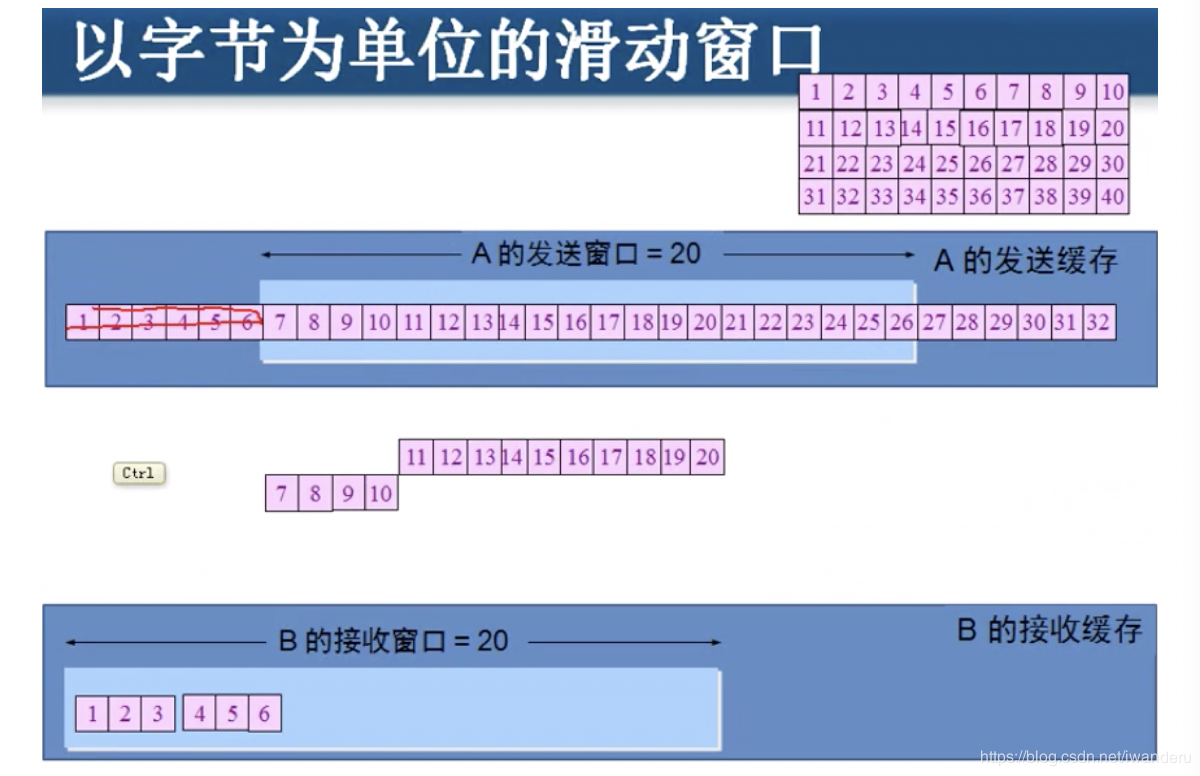 以字节为单位的滑动窗口
1 2 3 4 5 6 7 8 9 10
11 12 13 14 15 16 17 18 19 20
21 22 23 24 25 26 27 28 29 30
31 32 33 34 35 36 37 38 39 40
A 的发送窗口 = 20
A 的发送缓存
1 2 3 4 5 6 7 8 9 10 11 12 13 14 15 16 17 18 19 20 21 22 23 24 25 26 27 28 29 30 31 32
11 12 13 14 15 16 17 18 19 20
Ctrl
7 8 9 10
B 的接收窗口 = 20
B 的接收缓存
1 2 3 4 5 6
https://blog.csdn.net/iwanderu